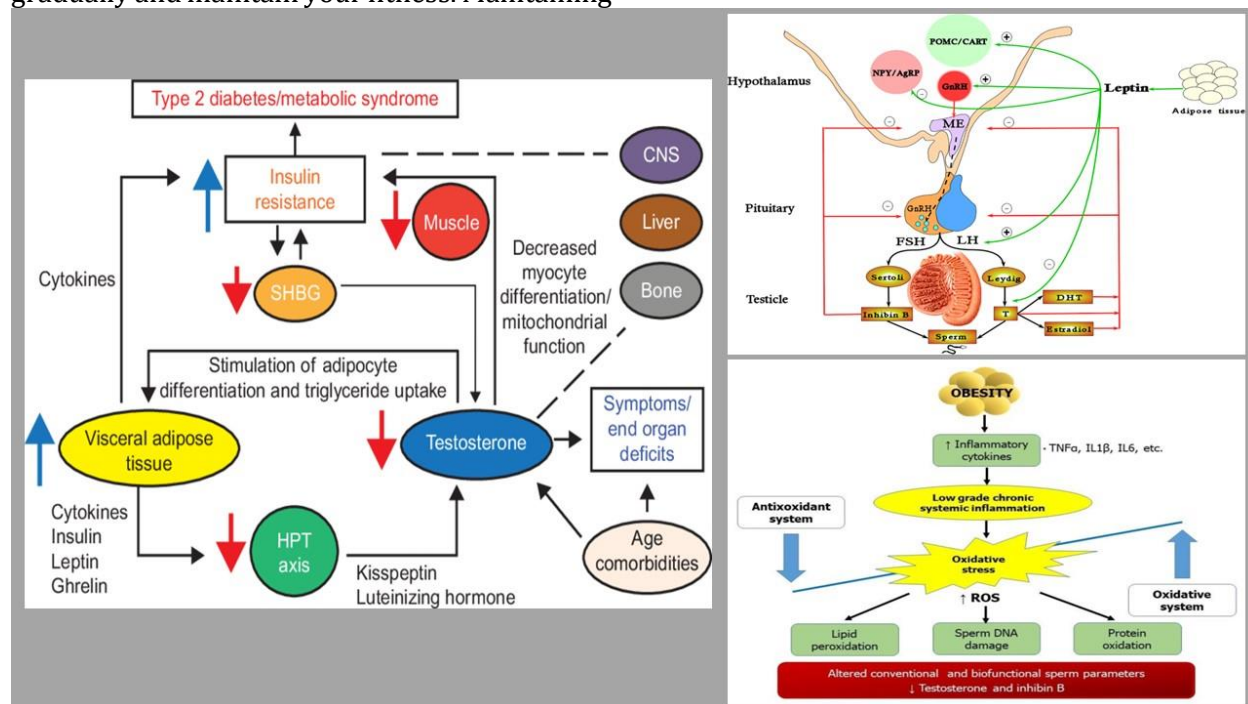 gradually and maintain your fitness. Maintaining
Type 2 diabetes/metabolic syndrome
Insulin
resistance
CNS
Muscle
Liver
Cytokines
SHBG
Decreased
myocyte
differentiation/
mitochondrial
function
Bone
Stimulation of adipocyte
differentiation and triglyceride uptake
Visceral adipose
tissue
Testosterone
Symptoms/
end organ
deficits
Cytokines
Insulin
Leptin
Ghrelin
HPT
axis
Kisspeptin
Luteinizing hormone
Age
comorbidities
POMC/CART
+
NPY/AgRP
GnRH
+
Hypothalamus
-
Leptin
Adipose tissue
ME
-
-
Pituitary
GnRH
-
-
+
FSH
LH
-
Sertoli
Leydig
Testicle
DHT
Inhibin B
T
Estradiol
Sperm
OBESITY
↑ Inflammatory
cytokines
- TNFα, IL1β, IL6, etc.
Low grade chronic
systemic inflammation
Antixoxidant
system
Oxidative
stress
↑ ROS
Oxidative
system
Lipid
peroxidation
Sperm DNA
damage
Protein
oxidation
Altered conventional and biofunctional sperm parameters
↓ Testosterone and inhibin B